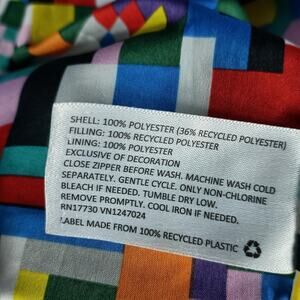 SHELL: 100% POLYESTER (36% RECYCLED POLYESTER)
FILLING: 100% RECYCLED POLYESTER
LINING: 100% POLYESTER
EXCLUSIVE OF DECORATION
CLOSE ZIPPER BEFORE WASH. MACHINE WASH COLD
SEPARATELY. GENTLE CYCLE. ONLY NON-CHLORINE
BLEACH IF NEEDED. TUMBLE DRY LOW.
REMOVE PROMPTLY. COOL IRON IF NEEDED.
RN17730 VN1247024
LABEL MADE FROM 100% RECYCLED PLASTIC